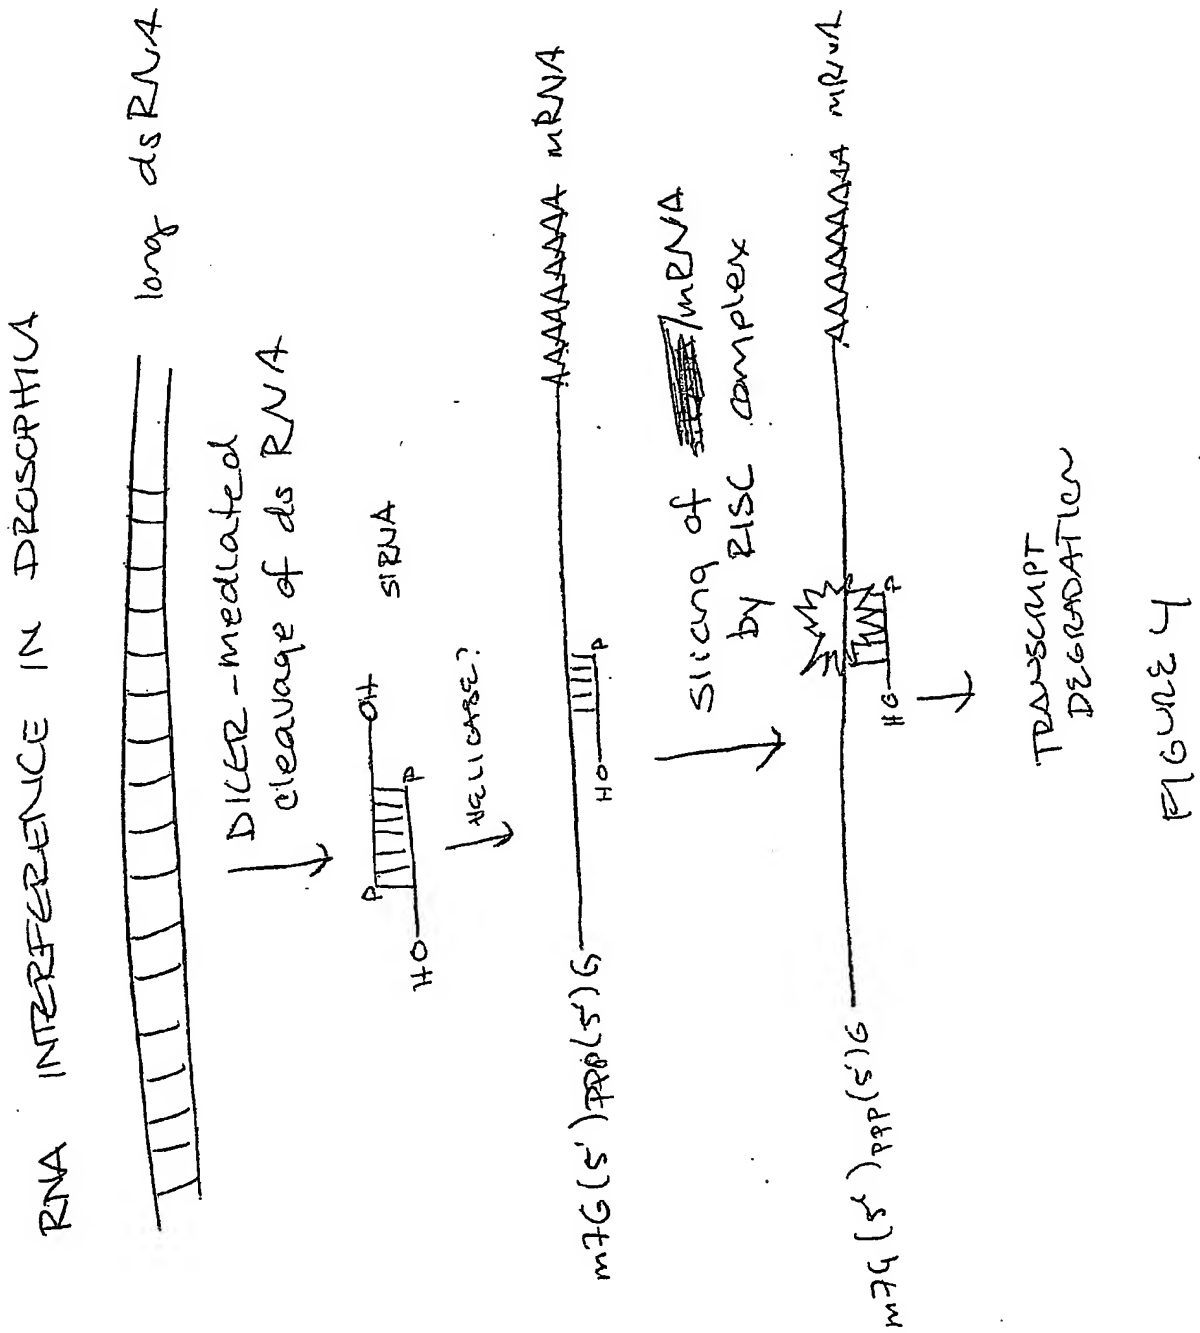 RNA INTERFERENCE IN DROSOPHILA
long dsRNA
DICER-mediated
cleavage of ds RNA
P
OH
HO
P
siRNA
HELICASE?
m7G(5')ppp(5')G
AAAAAAAAA mRNA
HO
P
Slicing of /mRNA
by RISC complex
m7G(5')ppp(5')G
AAAAAAAAA mRNA
HO
P
TRANSCRIPT
DEGRADATION
FIGURE 4